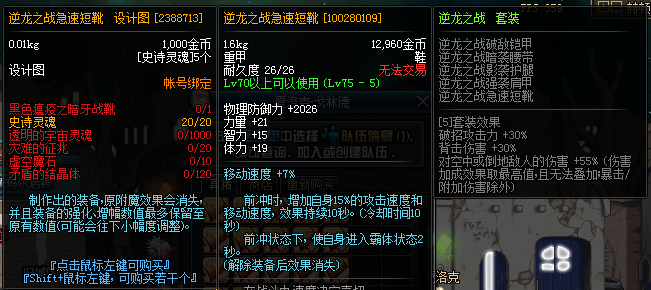 逆龙之战急速短靴 设计图 [2388713]
0.01kg 1,000金币
[史诗灵魂]5个
设计图
帐号绑定
黑色瘟疫之暗牙战靴 0/1
史诗灵魂 20/20
透明的宇宙灵魂 0/1000
灾难的征兆 0/20
虚空魔石 0/10
矛盾的结晶体 0/120
制作出的装备,原附魔效果会消失,
并且装备的强化、增幅数值最多保留至
原有数值(可能会往下小幅度调整)。
『点击鼠标左键可购买』
『Shift+鼠标左键, 可购买若干个』
逆龙之战急速短靴 [100280109]
1.6kg 12,960金币
重甲 鞋
耐久度 26/26 无法交易
Lv70以上可以使用 (Lv75 - 5)
物理防御力 +2026
力量 +21
智力 +15
体力 +19
移动速度 +7%
前冲时, 增加自身15%的攻击速度和
移动速度, 效果持续10秒。(冷却时间10
秒)
前冲状态下, 使自身进入霸体状态2
秒。
(解除装备后效果消失)
逆龙之战 套装
逆龙之战破敌铠甲
逆龙之战暗袭腰带
逆龙之战影袭护腿
逆龙之战强袭肩甲
逆龙之战急速短靴
[5]套装效果
破招攻击力 +30%
背击伤害 +30%
对空中或倒地敌人的伤害 +55% (伤害
加成效果取最高值,且无法叠加;暴击/
附加伤害除外)
队伍信息
洛克